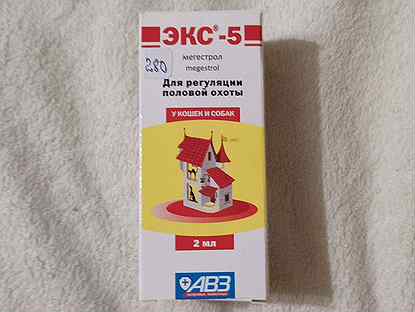 ЭКС®-5
280
мегестрол
megestrol
Для регуляции
половой охоты
У КОШЕК И СОБАК
2 мл
АВЗ